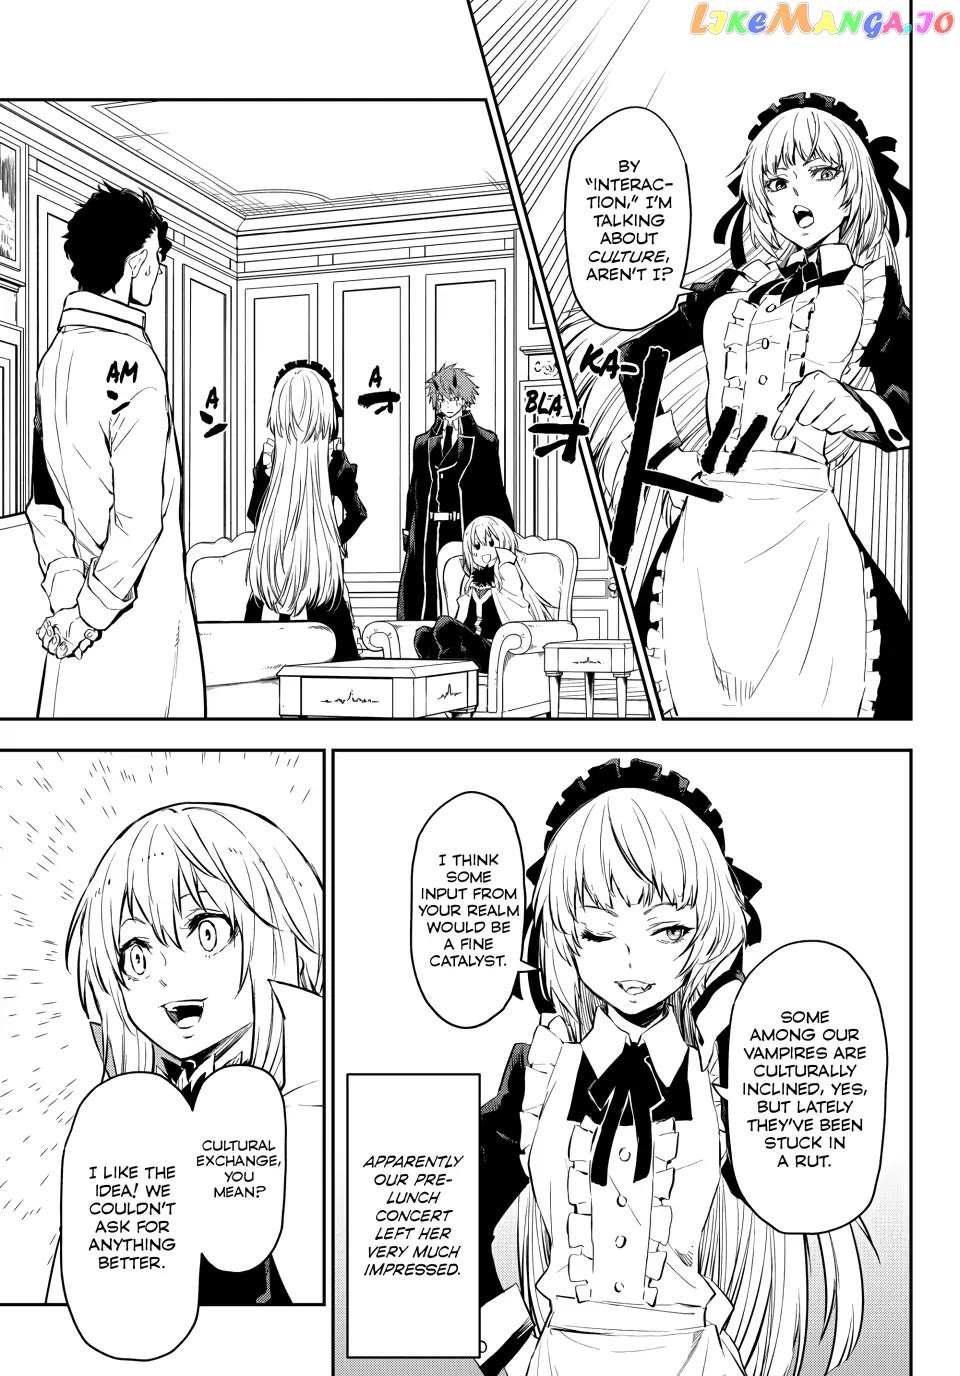 LIKEMANGA.IO
BY
"INTERAC-
TION," I'M
TALKING
ABOUT
CULTURE,
AREN'T I?
KA-
BLA
ドーン
AM
A
A
SOME
AMONG OUR
VAMPIRES ARE
CULTURALLY
INCLINED, YES,
BUT LATELY
THEY'VE BEEN
STUCK IN
A RUT.
I THINK
SOME
INPUT FROM
YOUR REALM
WOULD BE
A FINE
CATALYST.
APPARENTLY
OUR PRE-
LUNCH
CONCERT
LEFT HER
VERY MUCH
IMPRESSED.
CULTURAL
EXCHANGE,
YOU
MEAN?
I LIKE THE
IDEA! WE
COULDN'T
ASK FOR
ANYTHING
BETTER.